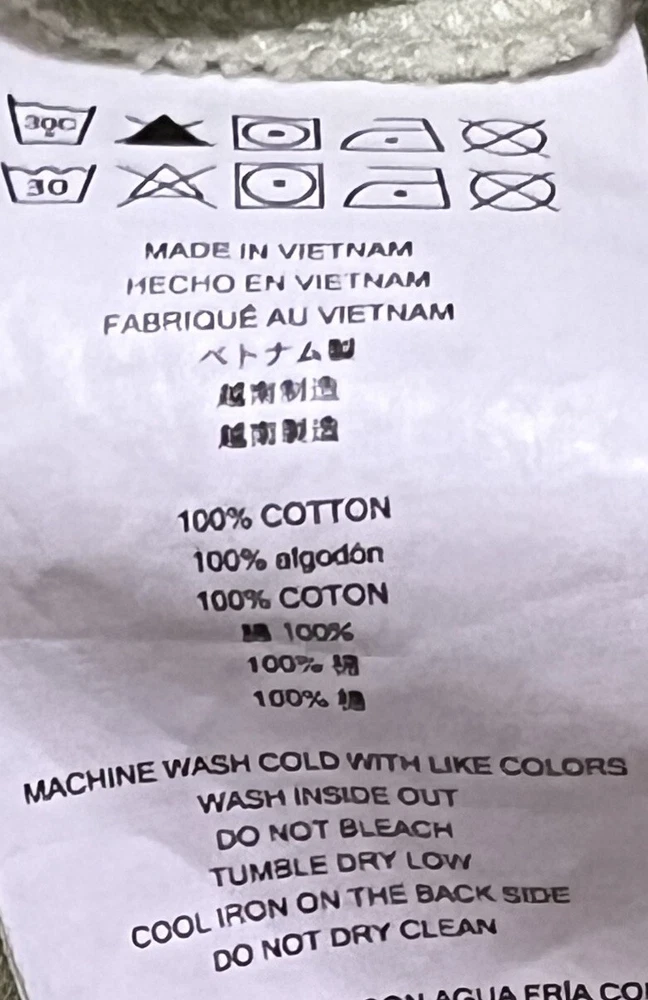 30C
30
MADE IN VIETNAM
HECHO EN VIETNAM
FABRIQUÉ AU VIETNAM
ベトナム製
越南制造
越南製造
100% COTTON
100% algodón
100% COTON
100%
100%
100%
MACHINE WASH COLD WITH LIKE COLORS
WASH INSIDE OUT
DO NOT BLEACH
TUMBLE DRY LOW
COOL IRON ON THE BACK SIDE
DO NOT DRY CLEAN
AGUA FRÍA